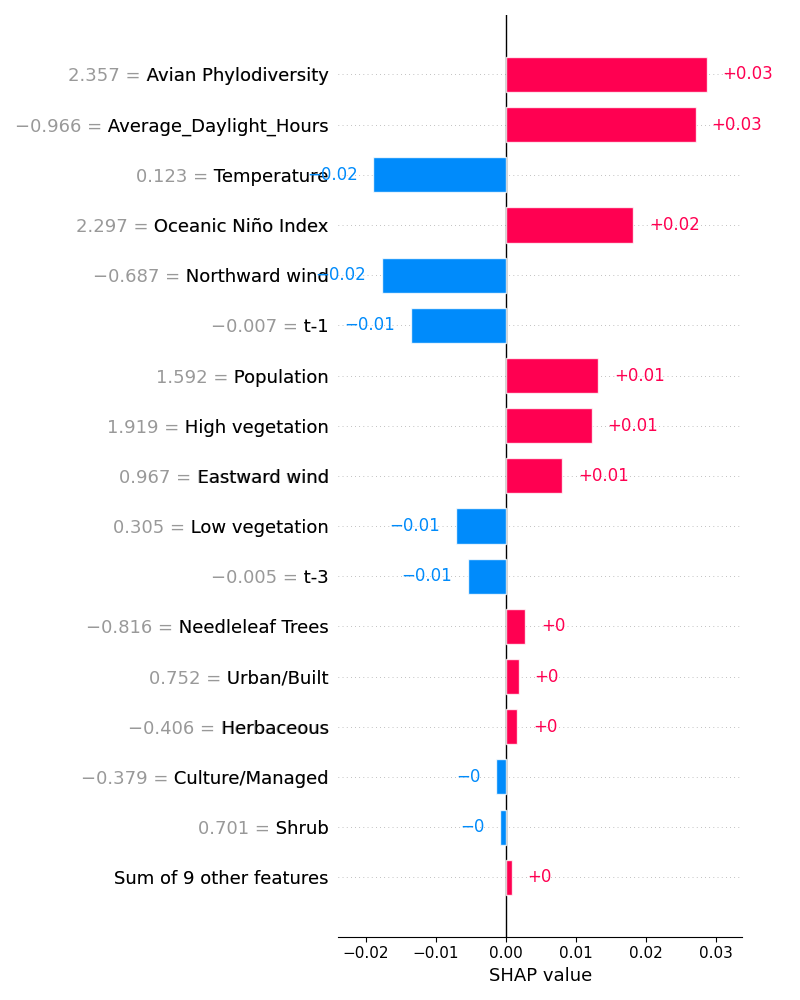 2.357 = Avian Phylodiversity +0.03
−0.966 = Average_Daylight_Hours +0.03
0.123 = Temperature −0.02
2.297 = Oceanic Niño Index +0.02
−0.687 = Northward wind −0.02
−0.007 = t-1 −0.01
1.592 = Population +0.01
1.919 = High vegetation +0.01
0.967 = Eastward wind +0.01
0.305 = Low vegetation −0.01
−0.005 = t-3 −0.01
−0.816 = Needleleaf Trees +0
0.752 = Urban/Built +0
−0.406 = Herbaceous +0
−0.379 = Culture/Managed −0
0.701 = Shrub −0
Sum of 9 other features +0
−0.02 −0.01 0.00 0.01 0.02 0.03
SHAP value